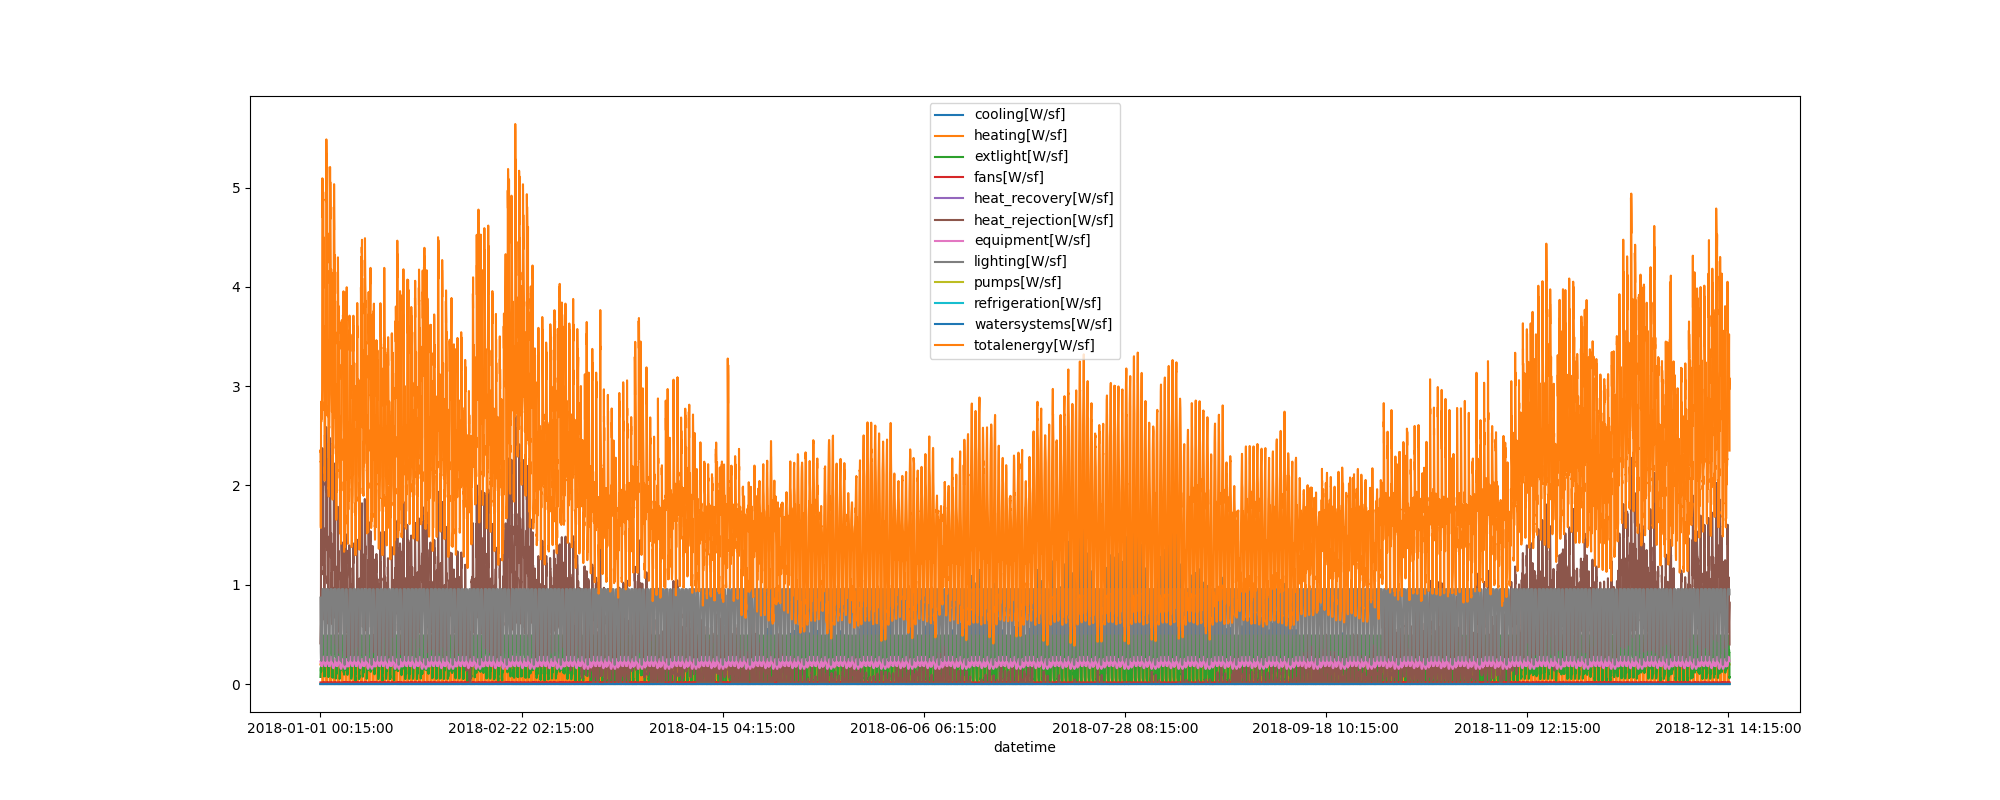 cooling[W/sf]
heating[W/sf]
extlight[W/sf]
fans[W/sf]
heat_recovery[W/sf]
heat_rejection[W/sf]
equipment[W/sf]
lighting[W/sf]
pumps[W/sf]
refrigeration[W/sf]
watersystems[W/sf]
totalenergy[W/sf]
5
4
3
2
1
0
2018-01-01 00:15:00 2018-02-22 02:15:00 2018-04-15 04:15:00 2018-06-06 06:15:00 2018-07-28 08:15:00 2018-09-18 10:15:00 2018-11-09 12:15:00 2018-12-31 14:15:00
datetime